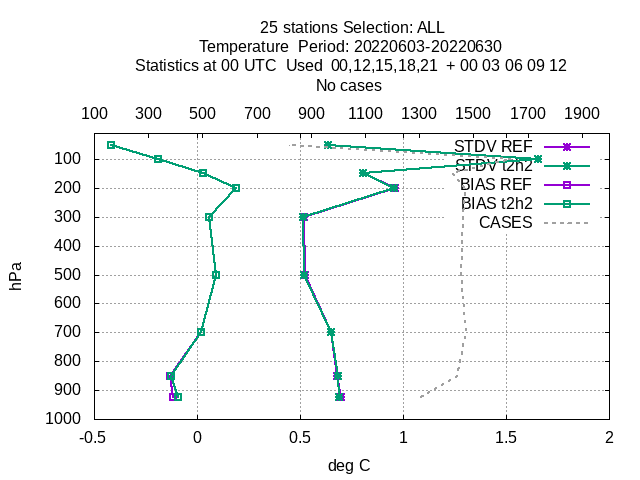 25 stations Selection: ALL
Temperature  Period: 20220603-20220630
Statistics at 00 UTC  Used  00,12,15,18,21  + 00 03 06 09 12
No cases
100 300 500 700 900 1100 1300 1500 1700 1900
STDV REF
100
STDV t2h2
BIAS REF
200
BIAS t2h2
300
CASES
400
hPa
500
600
700
800
900
1000
-0.5 0 0.5 1 1.5 2
deg C